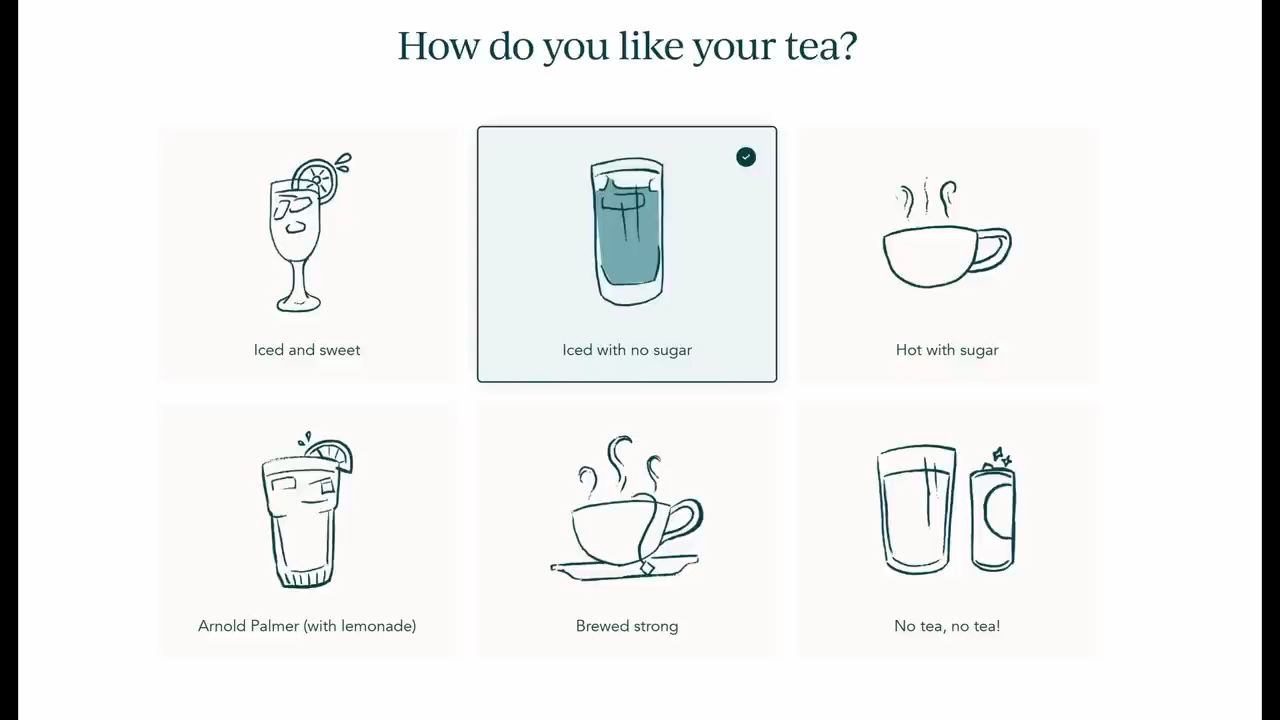 How do you like your tea?
Iced and sweet
Iced with no sugar
Hot with sugar
Arnold Palmer (with lemonade)
Brewed strong
No tea, no tea!